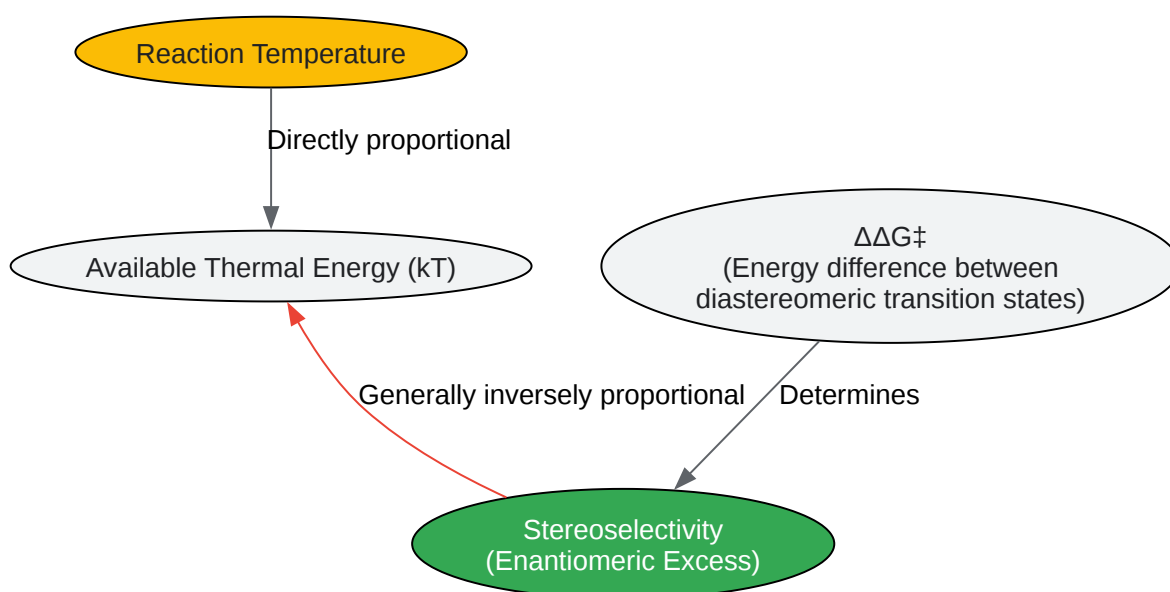 Reaction Temperature
Directly proportional
Available Thermal Energy (kT)
ΔΔG‡
(Energy difference between
diastereomeric transition states)
Generally inversely proportional
Determines
Stereoselectivity
(Enantiomeric Excess)